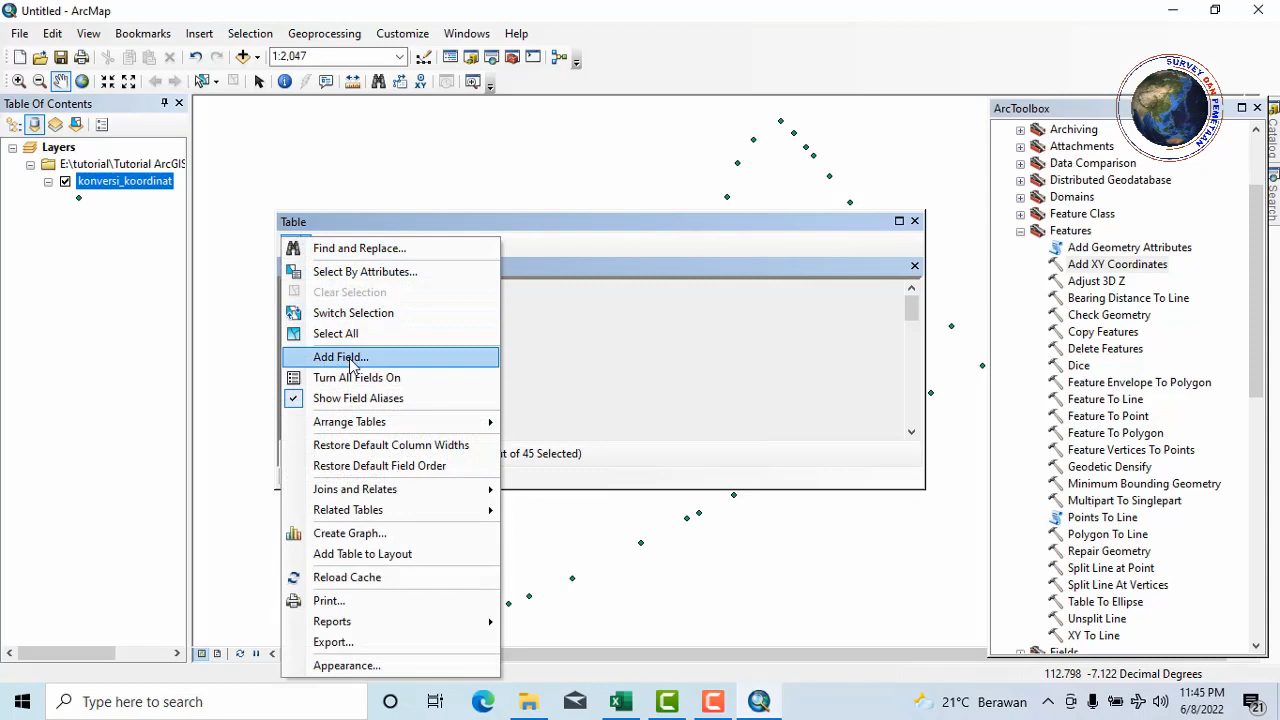 Untitled - ArcMap
File Edit View Bookmarks Insert Selection Geoprocessing Customize Windows Help
1:2,047
Table Of Contents
Layers
E:\tutorial\Tutorial ArcGIS
konversi_koordinat
Table
Find and Replace...
Select By Attributes...
Clear Selection
Switch Selection
Select All
Add Field...
Turn All Fields On
Show Field Aliases
Arrange Tables
Restore Default Column Widths
Restore Default Field Order
Joins and Relates
Related Tables
Create Graph...
Add Table to Layout
Reload Cache
Print...
Reports
Export...
Appearance...
t of 45 Selected)
ArcToolbox
SURVEY DAN PEMETAAN
Archiving
Attachments
Data Comparison
Distributed Geodatabase
Domains
Feature Class
Features
Add Geometry Attributes
Add XY Coordinates
Adjust 3D Z
Bearing Distance To Line
Check Geometry
Copy Features
Delete Features
Dice
Feature Envelope To Polygon
Feature To Line
Feature To Point
Feature To Polygon
Feature Vertices To Points
Geodetic Densify
Minimum Bounding Geometry
Multipart To Singlepart
Points To Line
Polygon To Line
Repair Geometry
Split Line at Point
Split Line At Vertices
Table To Ellipse
Unsplit Line
XY To Line
Fields
Catalog
Search
112.798 -7.122 Decimal Degrees
Type here to search
21°C Berawan
11:45 PM
6/8/2022
21